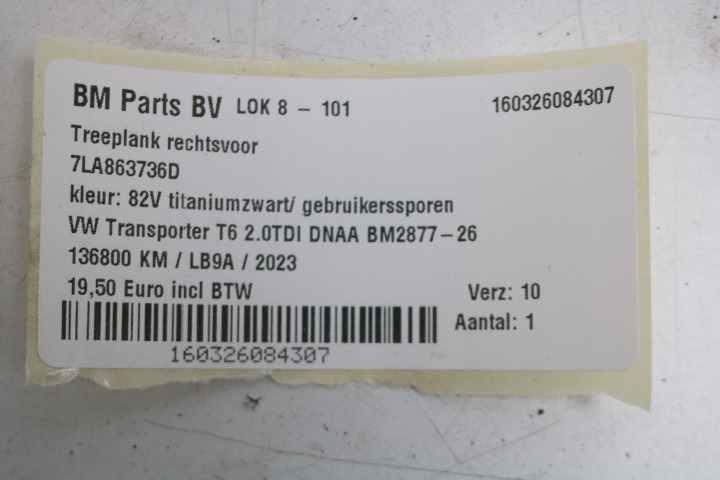 BM Parts BV LOK 8 - 101 160326084307
Treeplank rechtsvoor
7LA863736D
kleur: 82V titaniumzwart/ gebruikerssporen
VW Transporter T6 2.0TDI DNAA BM2877-26
136800 KM / LB9A / 2023
19,50 Euro incl BTW Verz: 10
Aantal: 1
160326084307